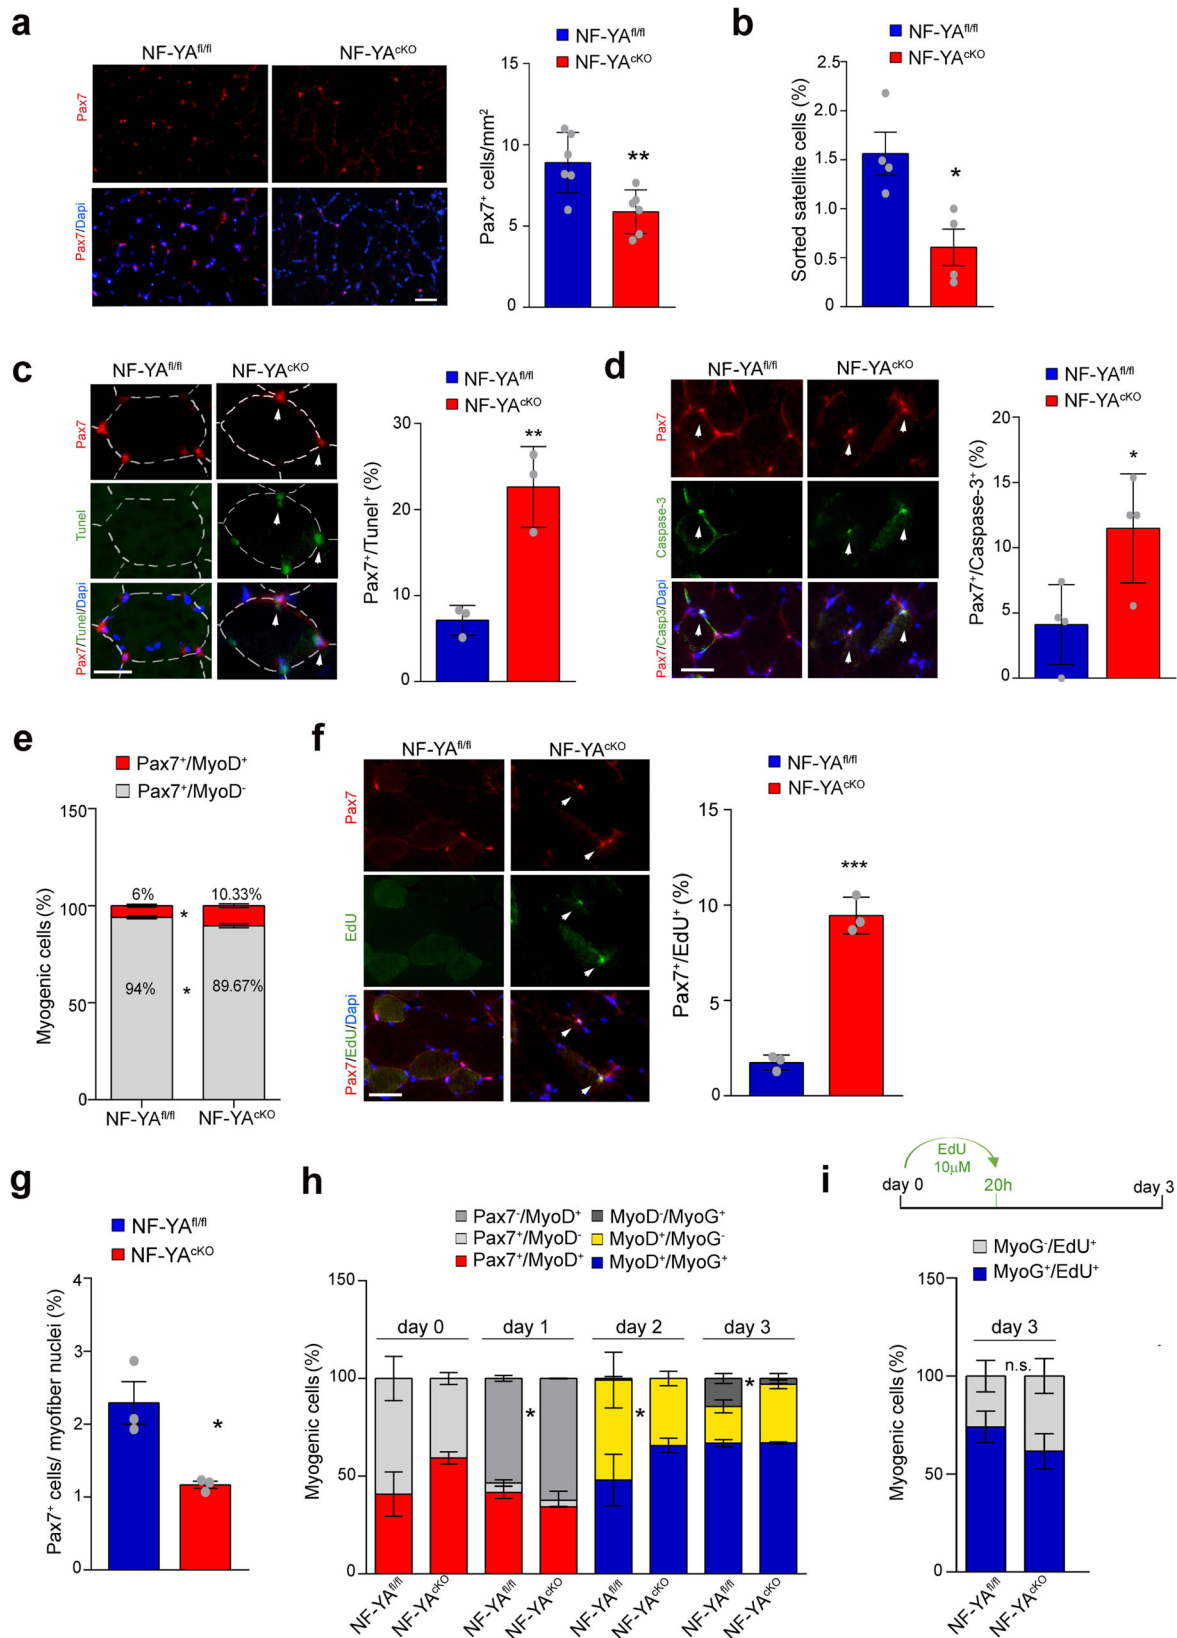 a
NF-YAfl/fl
NF-YAcKO
Pax7
Pax7/Dapi
NF-YAfl/fl
NF-YAcKO
Pax7+ cells/mm2
15
10
5
0
**
b
NF-YAfl/fl
NF-YAcKO
Sorted satellite cells (%)
2.5
2.0
1.5
1.0
0.5
0
*
c
NF-YAfl/fl
NF-YAcKO
Pax7
Tunel
Pax7/Tunel/Dapi
NF-YAfl/fl
NF-YAcKO
Pax7+/Tunel+ (%)
30
20
10
0
**
d
NF-YAfl/fl
NF-YAcKO
Pax7
Caspase-3
Pax7/Casp3/Dapi
NF-YAfl/fl
NF-YAcKO
Pax7+/Caspase-3+ (%)
20
15
10
5
0
*
e
Pax7+/MyoD+
Pax7+/MyoD-
Myogenic cells (%)
150
100
50
0
6%
10.33%
*
94%
*
89.67%
NF-YAfl/fl
NF-YAcKO
f
NF-YAfl/fl
NF-YAcKO
Pax7
EdU
Pax7/EdU/Dapi
NF-YAfl/fl
NF-YAcKO
Pax7+/EdU+ (%)
15
10
5
0
***
g
NF-YAfl/fl
NF-YAcKO
Pax7+ cells/ myofiber nuclei (%)
4
3
2
1
0
*
h
Pax7-/MyoD+
Pax7+/MyoD-
Pax7+/MyoD+
MyoD-/MyoG+
MyoD+/MyoG-
MyoD+/MyoG+
Myogenic cells (%)
150
100
50
0
day 0
day 1
day 2
day 3
*
*
*
NF-YAfl/fl
NF-YAcKO
NF-YAfl/fl
NF-YAcKO
NF-YAfl/fl
NF-YAcKO
NF-YAfl/fl
NF-YAcKO
i
EdU
10µM
day 0
20h
day 3
MyoG-/EdU+
MyoG+/EdU+
Myogenic cells (%)
150
100
50
0
day 3
n.s.
NF-YAfl/fl
NF-YAcKO